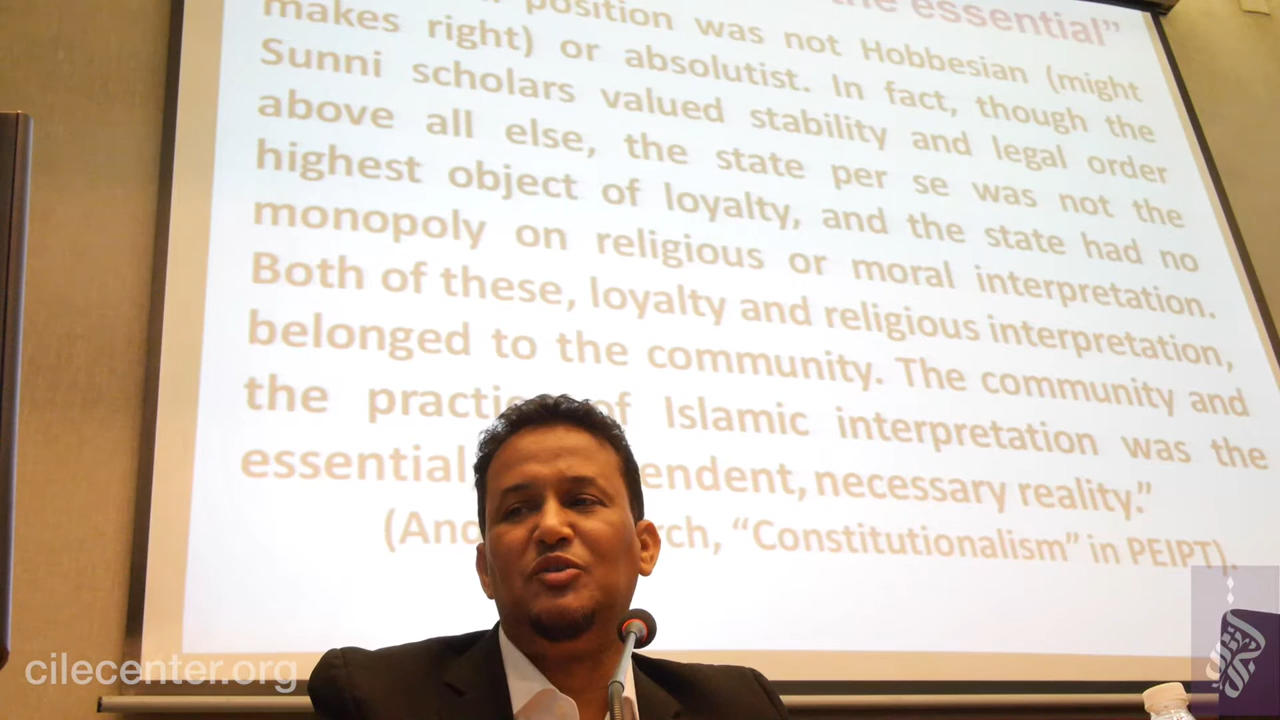 the essential”
position was not Hobbesian (might
makes right) or absolutist. In fact, though the
Sunni scholars valued stability and legal order
above all else, the state per se was not the
highest object of loyalty, and the state had no
monopoly on religious or moral interpretation.
Both of these, loyalty and religious interpretation,
belonged to the community. The community and
the of Islamic interpretation was the
essential, necessary reality.”
“Constitutionalism” in PEIPT).
cilecenter.org